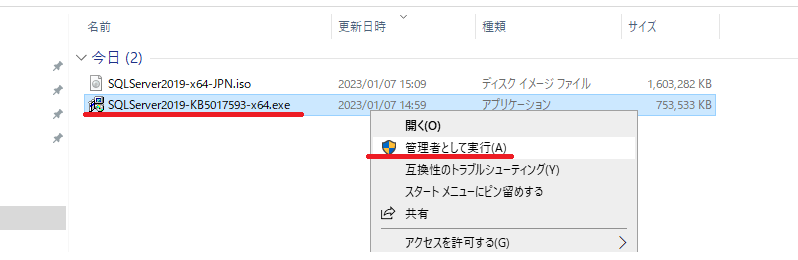 名前 更新日時 種類 サイズ
今日 (2)
SQLServer2019-x64-JPN.iso 2023/01/07 15:09 ディスク イメージ ファイル 1,603,282 KB
SQLServer2019-KB5017593-x64.exe 2023/01/07 14:59 アプリケーション 753,533 KB
開く(O)
管理者として実行(A)
互換性のトラブルシューティング(Y)
スタート メニューにピン留めする
共有
アクセスを許可する(G)